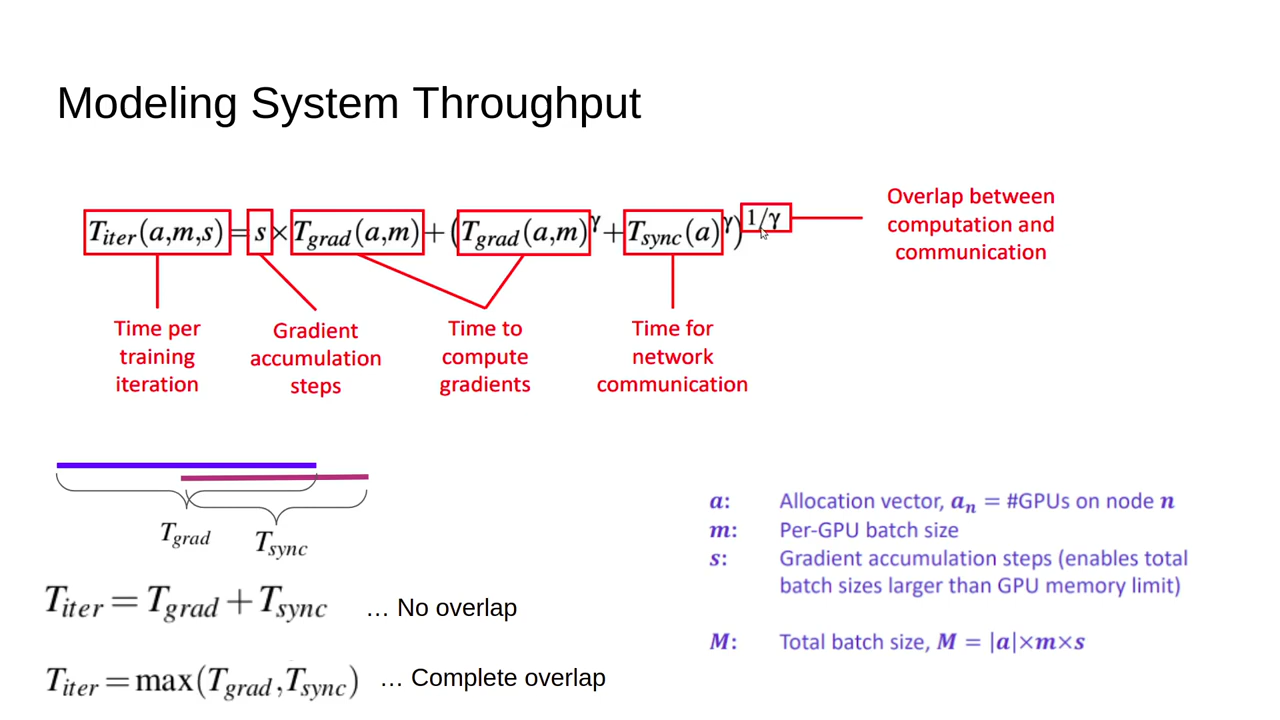 Modeling System Throughput
T_iter(a,m,s) = s × T_grad(a,m) + (T_grad(a,m)^γ + T_sync(a)^γ)^1/γ
Overlap between
computation and
communication
Time per
training
iteration
Gradient
accumulation
steps
Time to
compute
gradients
Time for
network
communication
T_grad
T_sync
T_iter = T_grad + T_sync … No overlap
T_iter = max(T_grad, T_sync) … Complete overlap
a: Allocation vector, a_n = #GPUs on node n
m: Per-GPU batch size
s: Gradient accumulation steps (enables total
batch sizes larger than GPU memory limit)
M: Total batch size, M = |a|×m×s